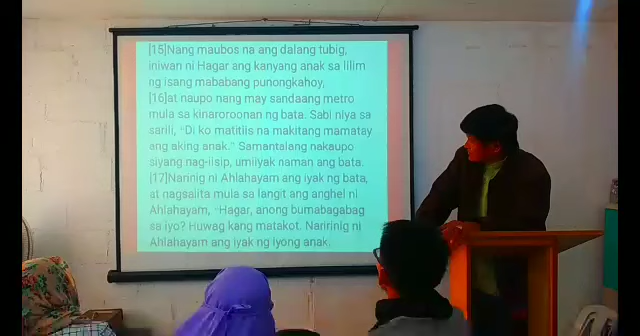 [15]Nang maubos na ang dalang tubig,
iniwan ni Hagar ang kanyang anak sa lilim
ng isang mababang punongkahoy,
[16]at naupo nang may sandaang metro
mula sa kinaroroonan ng bata. Sabi niya sa
sarili, “Di ko matitiis na makitang mamatay
ang aking anak.” Samantalang nakaupo
siyang nag-iisip, umiiyak naman ang bata.
[17]Narinig ni Ahlahayam ang iyak ng bata,
at nagsalita mula sa langit ang anghel ni
Ahlahayam, “Hagar, anong bumabagabag
sa iyo? Huwag kang matakot. Naririnig ni
Ahlahayam ang iyak ng iyong anak.